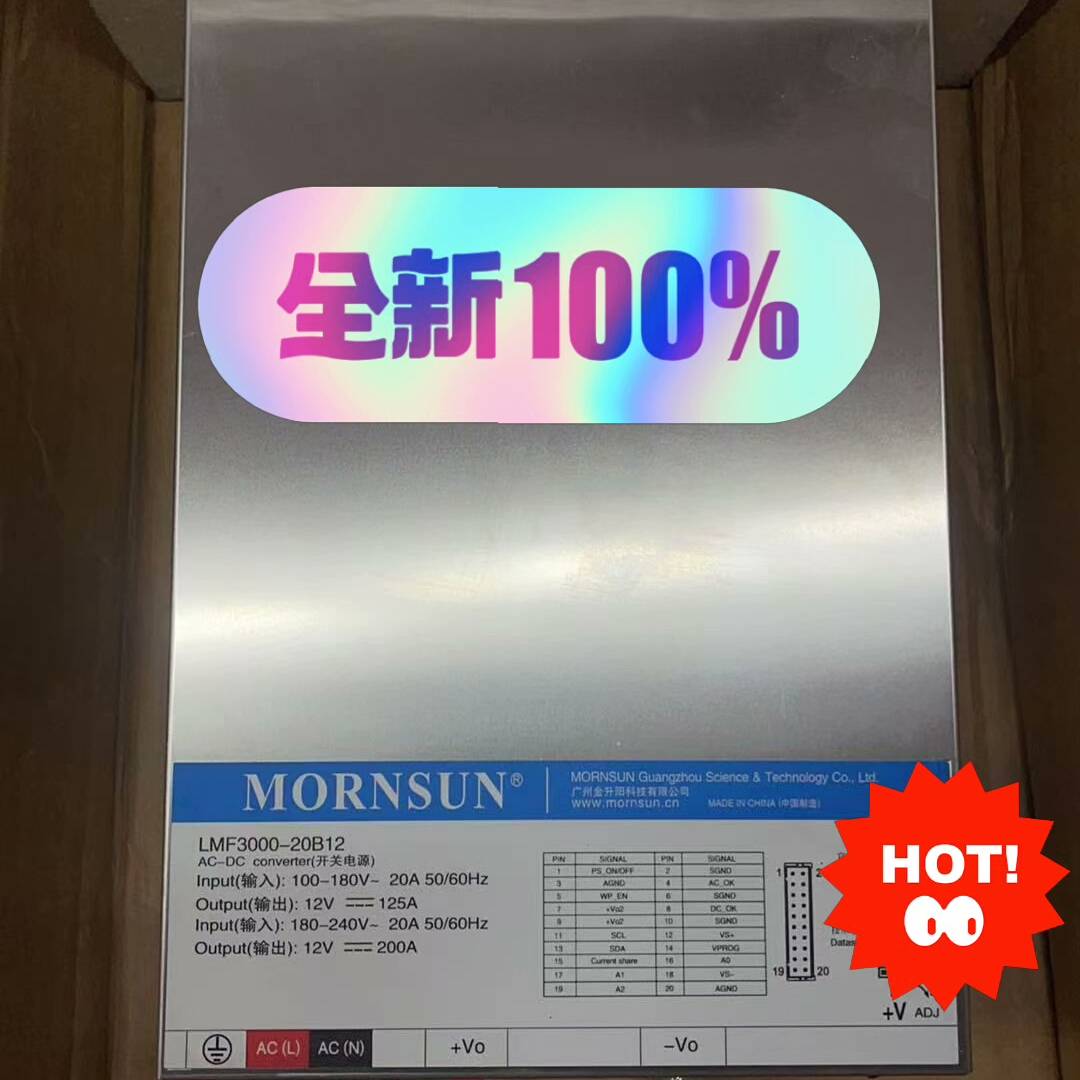 全新100%
MORNSUN®
MORNSUN Guangzhou Science & Technology Co., Ltd.
广州金升阳科技有限公司
www.mornsun.cn MADE IN CHINA (中国制造)
LMF3000-20B12
AC-DC converter(开关电源)
Input(输入): 100-180V~ 20A 50/60Hz
Output(输出): 12V ⎓ 125A
Input(输入): 180-240V~ 20A 50/60Hz
Output(输出): 12V ⎓ 200A
PIN SIGNAL PIN SIGNAL
1 PS_ON/OFF 2 SGND
3 AGND 4 AC_OK
5 WP_EN 6 SGND
7 +Vo2 8 DC_OK
9 +Vo2 10 SGND
11 SCL 12 VS+
13 SDA 14 VPROG
15 Current share 16 A0
17 A1 18 VS-
19 A2 20 AGND
1 2
19 20
HOT!
+V ADJ
AC (L) AC (N) +Vo -Vo